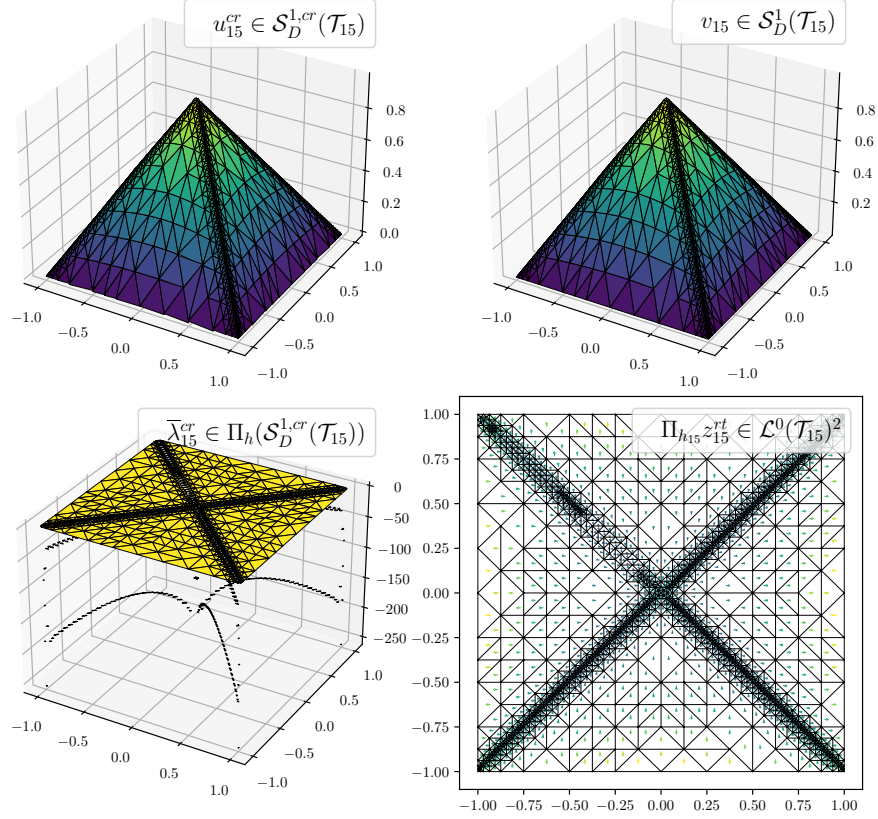 $u_{15}^{cr} \in \mathcal{S}_D^{1,cr}(\mathcal{T}_{15})$
0.8
0.6
0.4
0.2
0.0
−1.0 −0.5 0.0 0.5 1.0
−1.0 −0.5 0.0 0.5 1.0
$v_{15} \in \mathcal{S}_D^{1}(\mathcal{T}_{15})$
0.8
0.6
0.4
0.2
−1.0 −0.5 0.0 0.5 1.0
−1.0 −0.5 0.0 0.5 1.0
$\overline{\lambda}_{15}^{cr} \in \Pi_h(\mathcal{S}_D^{1,cr}(\mathcal{T}_{15}))$
0
−50
−100
−150
−200
−250
−1.0 −0.5 0.0 0.5 1.0
−1.0 −0.5 0.0 0.5 1.0
$\Pi_{h_{15}} z_{15}^{rt} \in \mathcal{L}^0(\mathcal{T}_{15})^2$
1.00
0.75
0.50
0.25
0.00
−0.25
−0.50
−0.75
−1.00
−1.00 −0.75 −0.50 −0.25 0.00 0.25 0.50 0.75 1.00